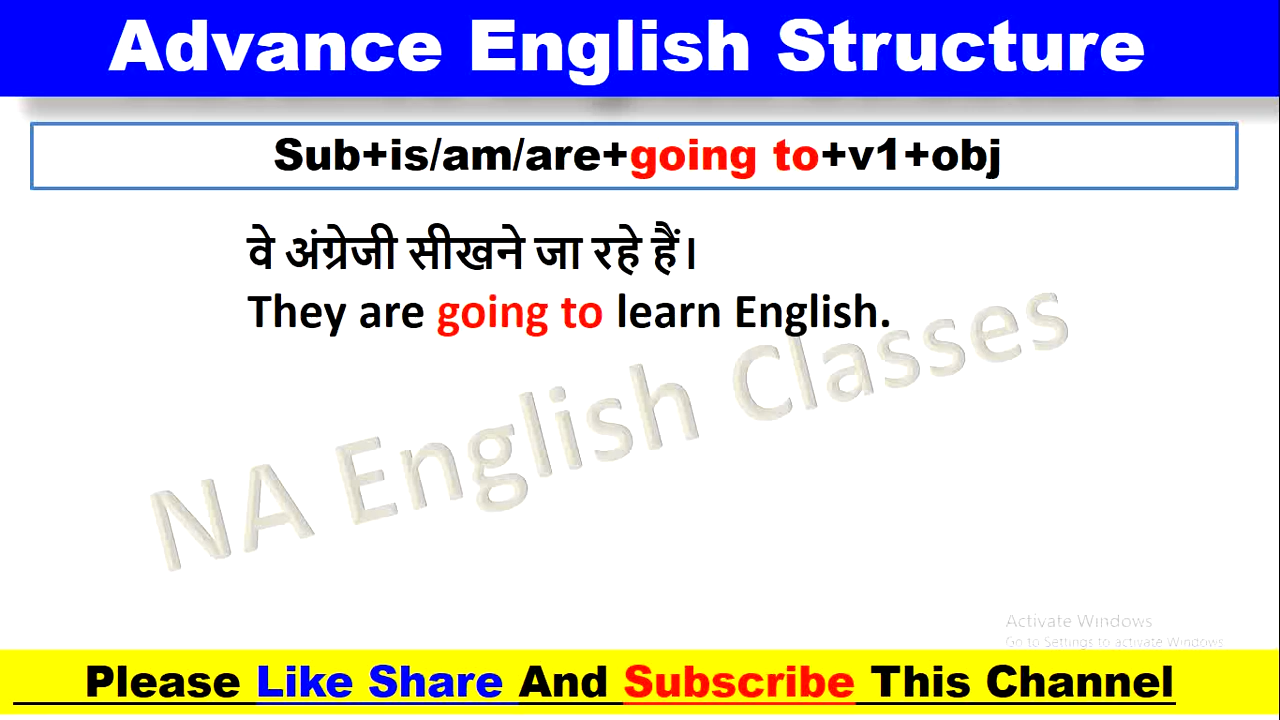 Advance English Structure
Sub+is/am/are+going to+v1+obj
वे अंग्रेजी सीखने जा रहे हैं।
They are going to learn English.
NA English Classes
Activate Windows
Go to Settings to activate Windows
Please Like Share And Subscribe This Channel